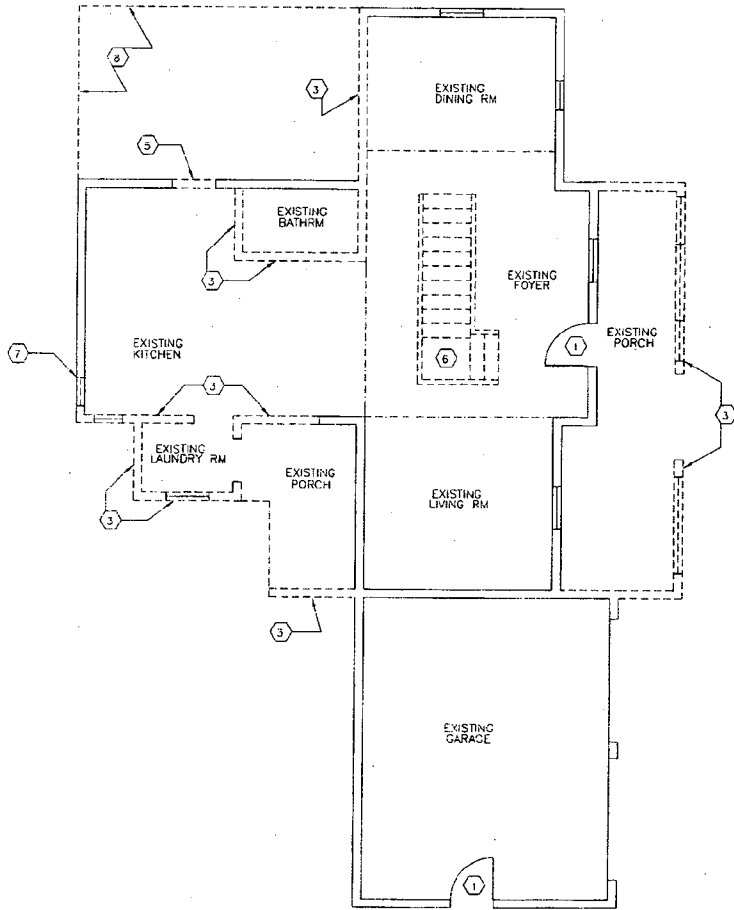 8
3
EXISTING
DINING RM
5
EXISTING
BATHRM
3
EXISTING
FOYER
EXISTING
PORCH
1
EXISTING
KITCHEN
7
6
3
3
EXISTING
LAUNDRY RM
EXISTING
PORCH
EXISTING
LIVING RM
3
3
EXISTING
GARAGE
1